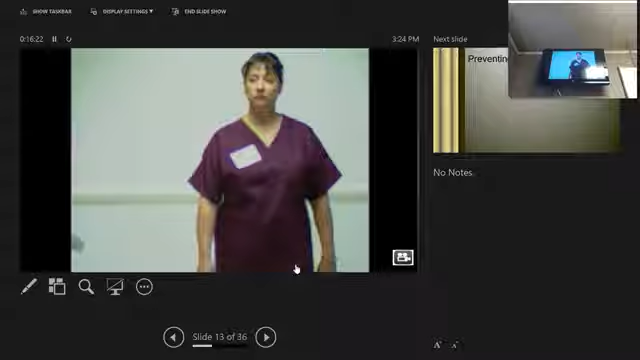 SHOW TASKBAR DISPLAY SETTINGS ▼ END SLIDE SHOW
0:16:22 3:24 PM
Next slide
Preventing
No Notes.
Slide 13 of 36
A A